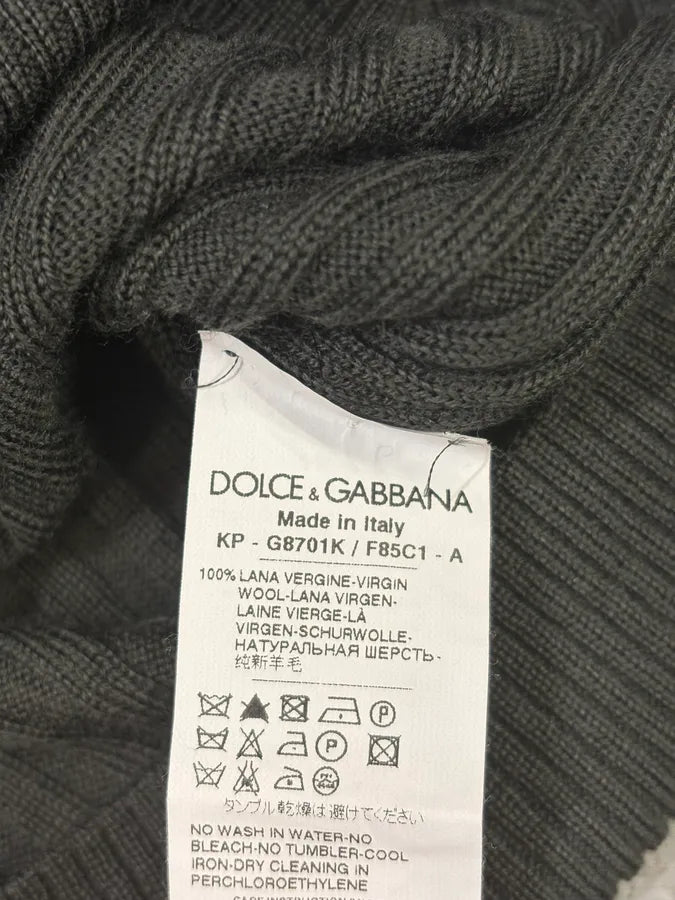 DOLCE & GABBANA
Made in Italy
KP - G8701K / F85C1 - A
100% LANA VERGINE-VIRGIN
WOOL-LANA VIRGEN-
LAINE VIERGE-LÀ
VIRGEN-SCHURWOLLE-
НАТУРАЛЬНАЯ ШЕРСТЬ-
纯新羊毛
P
P
タンブル乾燥は避けてください
NO WASH IN WATER-NO
BLEACH-NO TUMBLER-COOL
IRON-DRY CLEANING IN
PERCHLOROETHYLENE